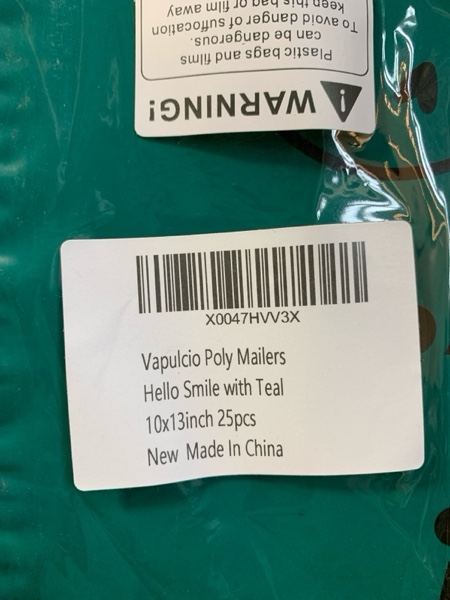 WARNING!
Plastic bags and films
can be dangerous.
To avoid danger of suffocation
keep this bag or film away
X0047HVV3X
Vapulcio Poly Mailers
Hello Smile with Teal
10x13inch 25pcs
New Made In China